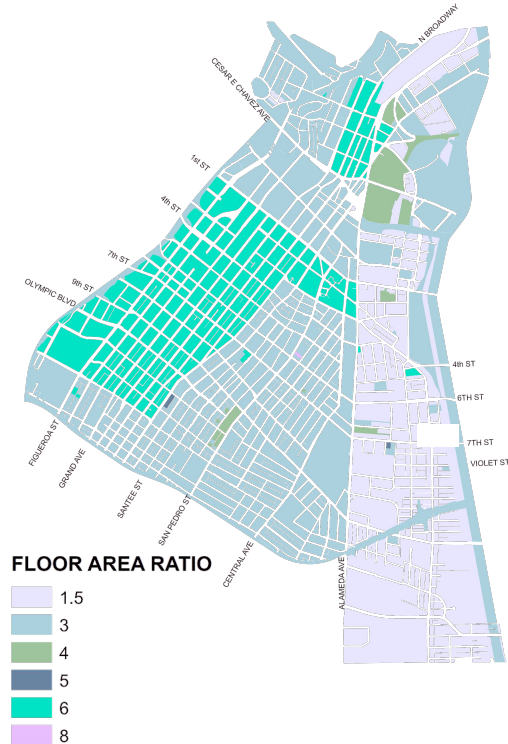 N BROADWAY
CESAR E CHAVEZ AVE
1st ST
4th ST
7th ST
9th ST
OLYMPIC BLVD
4th ST
6TH ST
7TH ST
VIOLET ST
FIGUEROA ST
GRAND AVE
SANTEE ST
SAN PEDRO ST
CENTRAL AVE
ALAMEDA AVE
FLOOR AREA RATIO
1.5
3
4
5
6
8